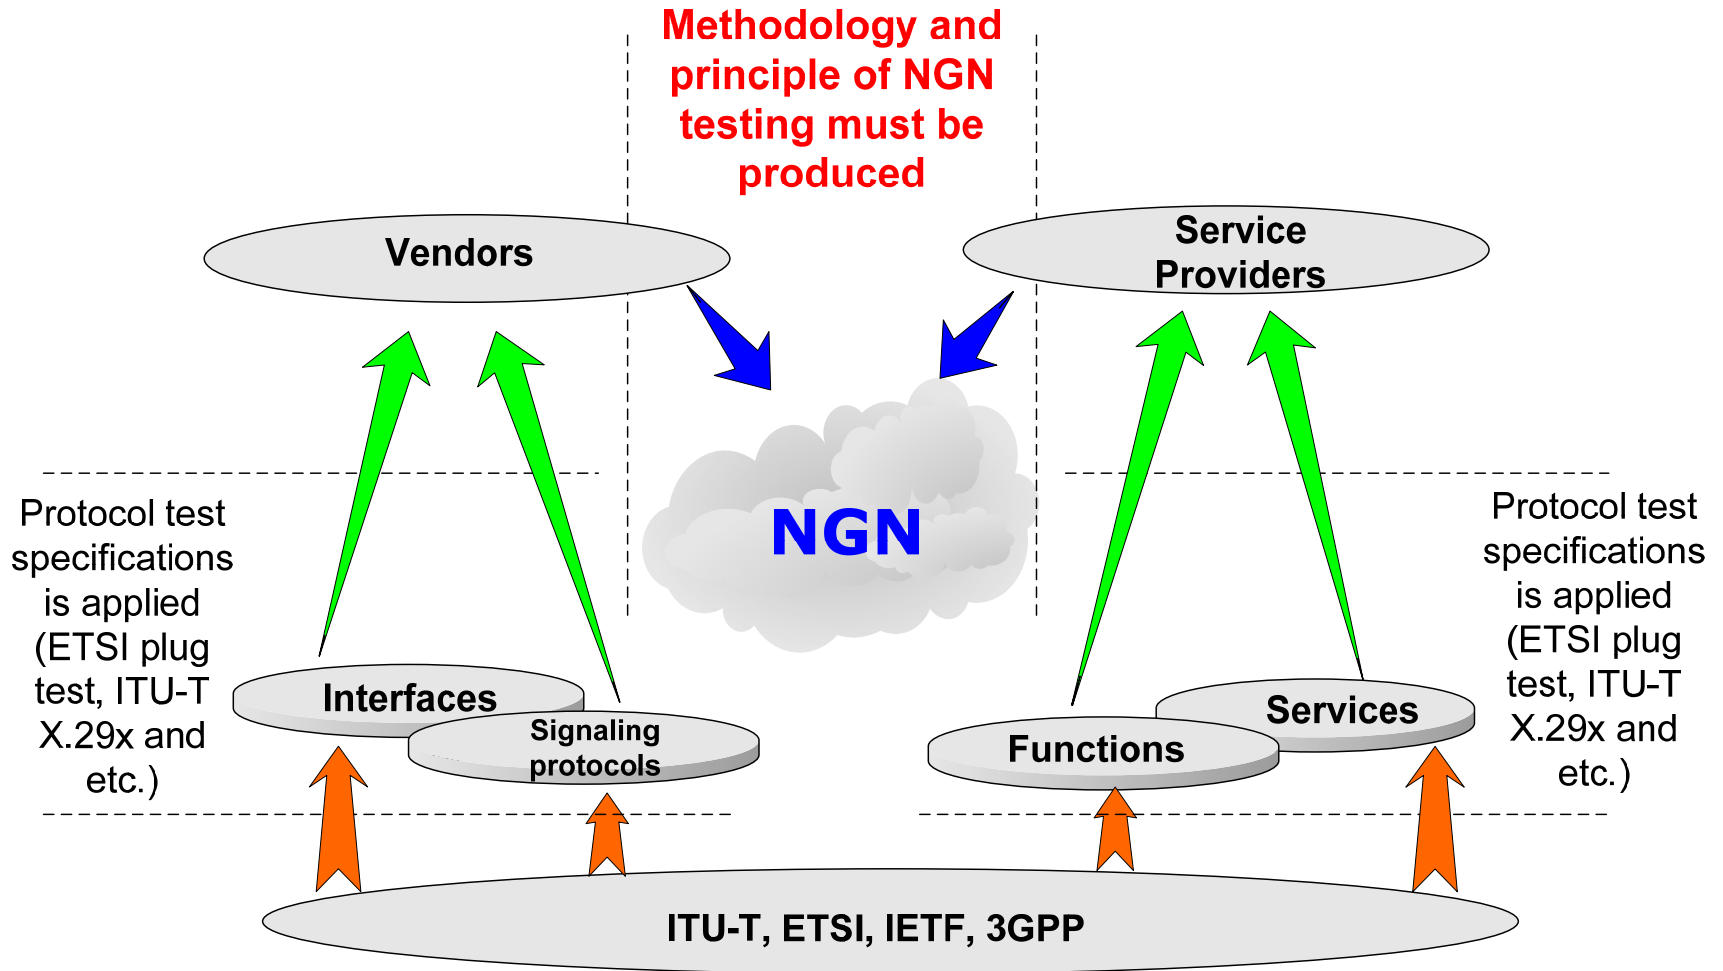 Methodology and
principle of NGN
testing must be
produced
Vendors
Service
Providers
NGN
Protocol test
specifications
is applied
(ETSI plug
test, ITU-T
X.29x and
etc.)
Protocol test
specifications
is applied
(ETSI plug
test, ITU-T
X.29x and
etc.)
Interfaces
Signaling
protocols
Functions
Services
ITU-T, ETSI, IETF, 3GPP